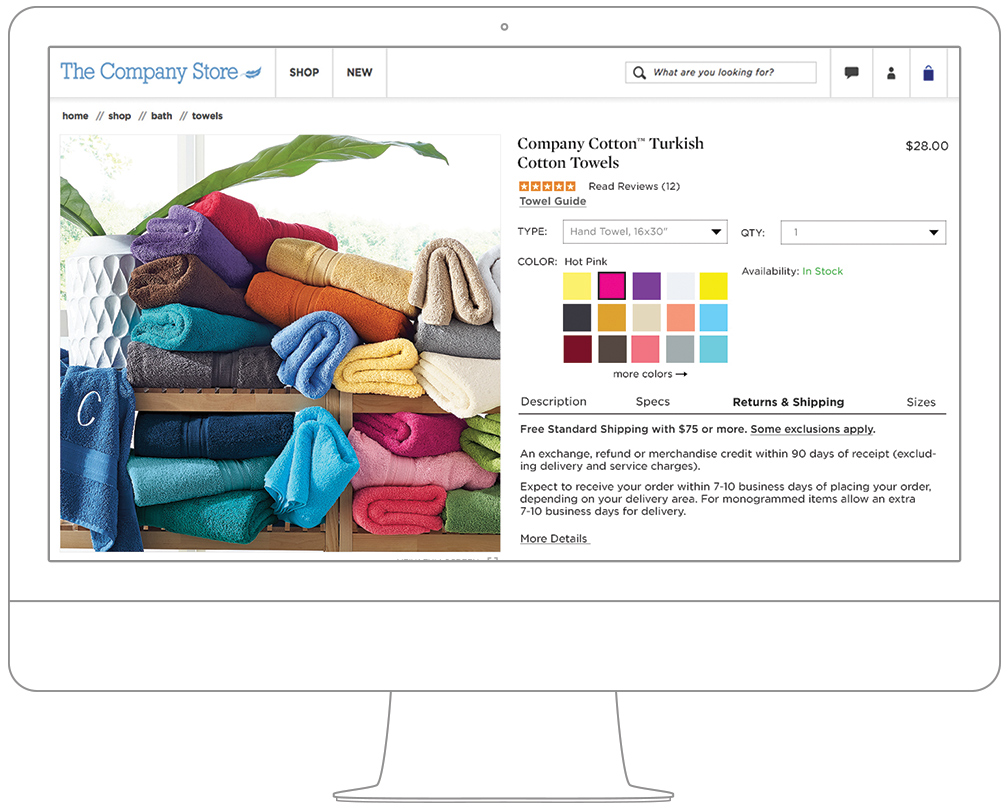 The Company Store
SHOP
NEW
What are you looking for?
home // shop // bath // towels
Company Cotton™ Turkish
Cotton Towels
$28.00
Read Reviews (12)
Towel Guide
TYPE:
Hand Towel, 16x30"
QTY:
1
COLOR: Hot Pink
Availability: In Stock
more colors →
C
Description
Specs
Returns & Shipping
Sizes
Free Standard Shipping with $75 or more. Some exclusions apply.
An exchange, refund or merchandise credit within 90 days of receipt (exclud-
ing delivery and service charges).
Expect to receive your order within 7-10 business days of placing your order,
depending on your delivery area. For monogrammed items allow an extra
7-10 business days for delivery.
More Details